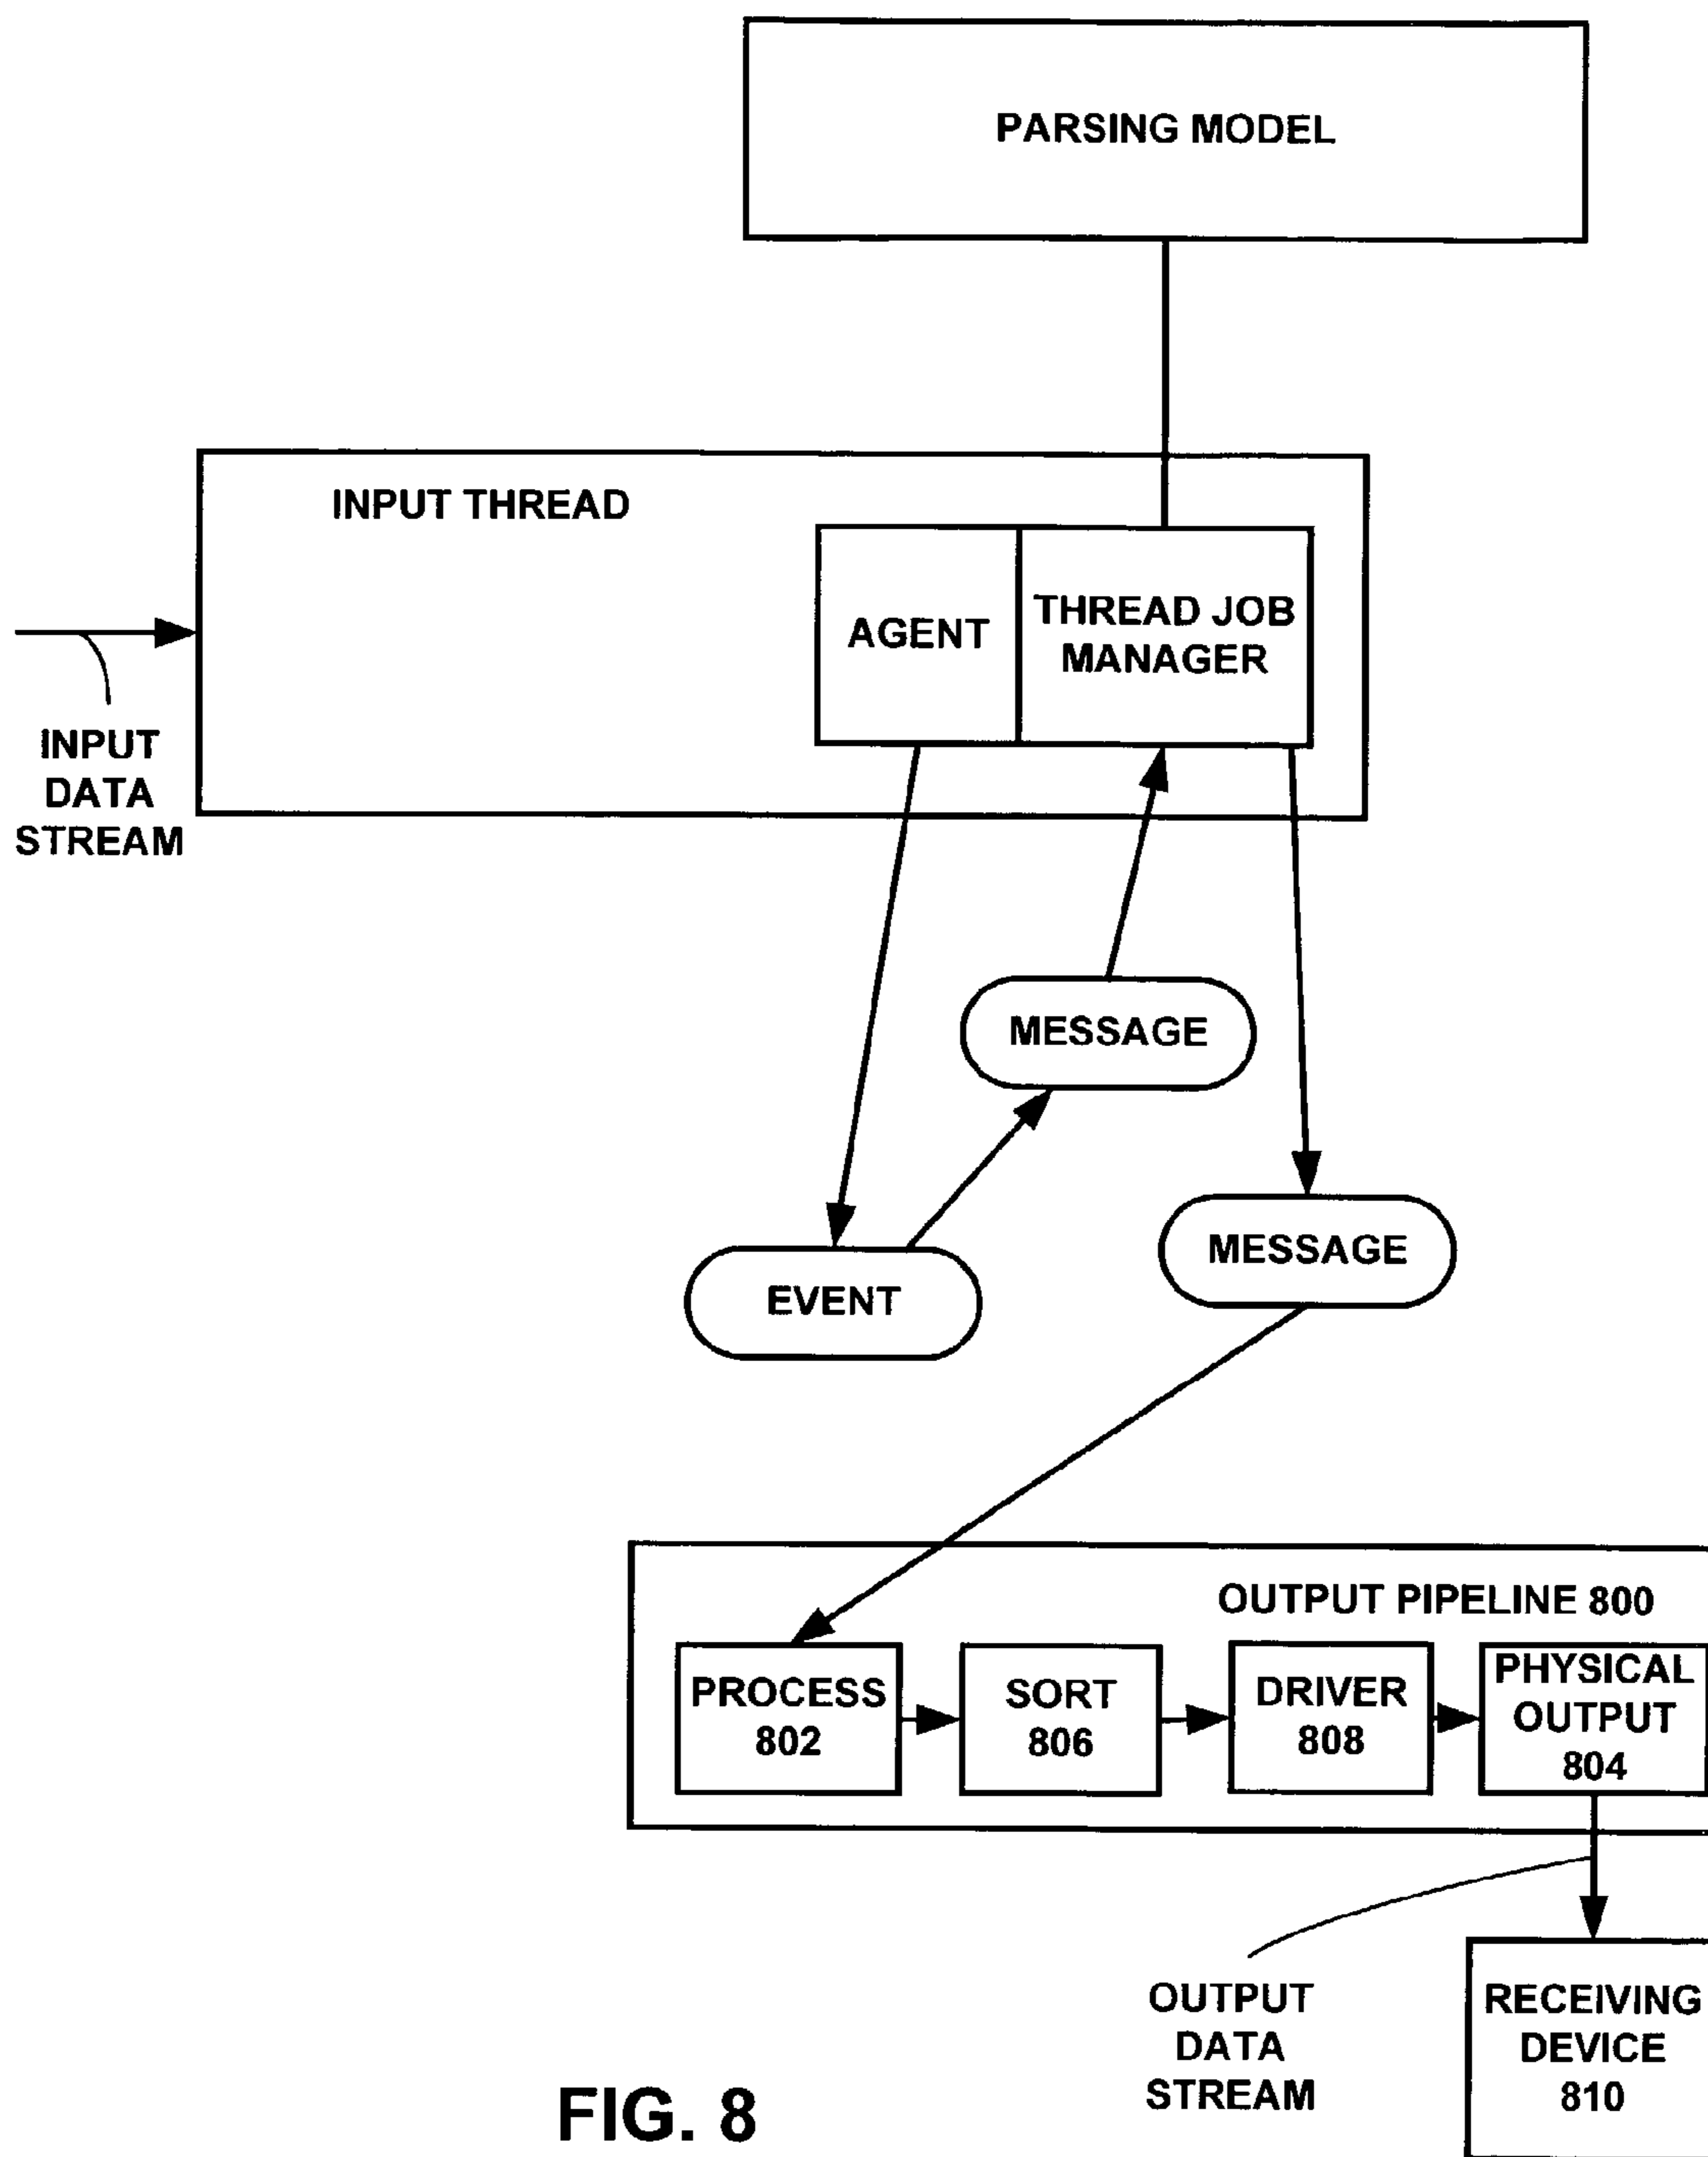 PARSING MODEL
INPUT THREAD
AGENT
THREAD JOB
MANAGER
INPUT
DATA
STREAM
MESSAGE
MESSAGE
EVENT
OUTPUT PIPELINE 800
PROCESS
802
SORT
806
DRIVER
808
PHYSICAL
OUTPUT
804
OUTPUT
DATA
STREAM
RECEIVING
DEVICE
810
FIG. 8